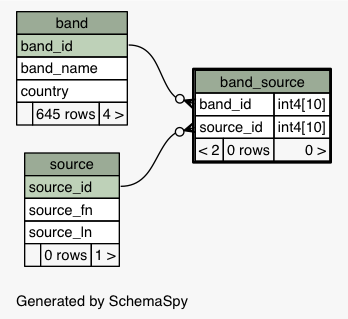 band
band_id
band_name
country
645 rows 4 >
band_source
band_id int4[10]
source_id int4[10]
< 2 0 rows 0 >
source
source_id
source_fn
source_ln
0 rows 1 >
Generated by SchemaSpy